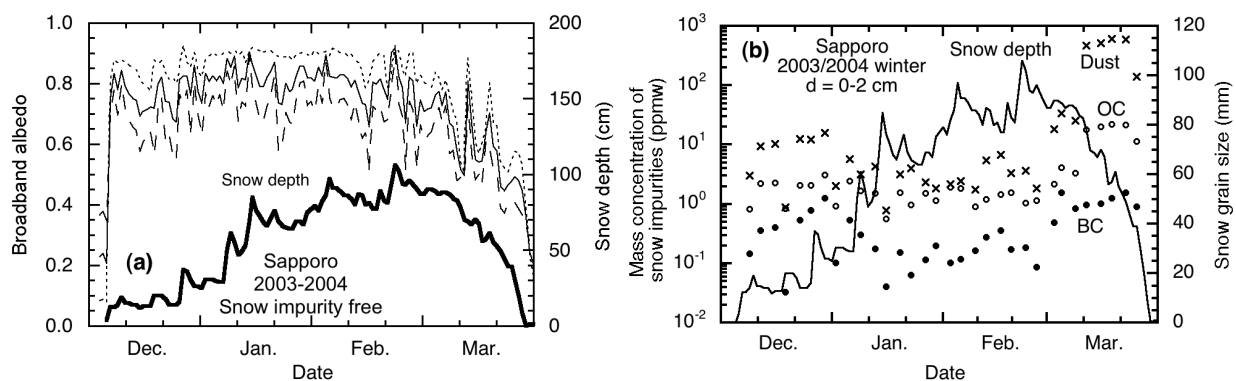 (a)
Snow depth
Sapporo
2003-2004
Snow impurity free
Broadband albedo
1.0
0.8
0.6
0.4
0.2
0.0
Snow depth (cm)
200
150
100
50
0
Dec.
Jan.
Feb.
Mar.
Date
(b)
Sapporo
2003/2004 winter
d = 0-2 cm
Snow depth
Dust
OC
BC
Mass concentration of
snow impurities (ppmw)
10³
10²
10¹
10⁰
10⁻¹
10⁻²
Snow grain size (mm)
120
100
80
60
40
20
0
Dec.
Jan.
Feb.
Mar.
Date